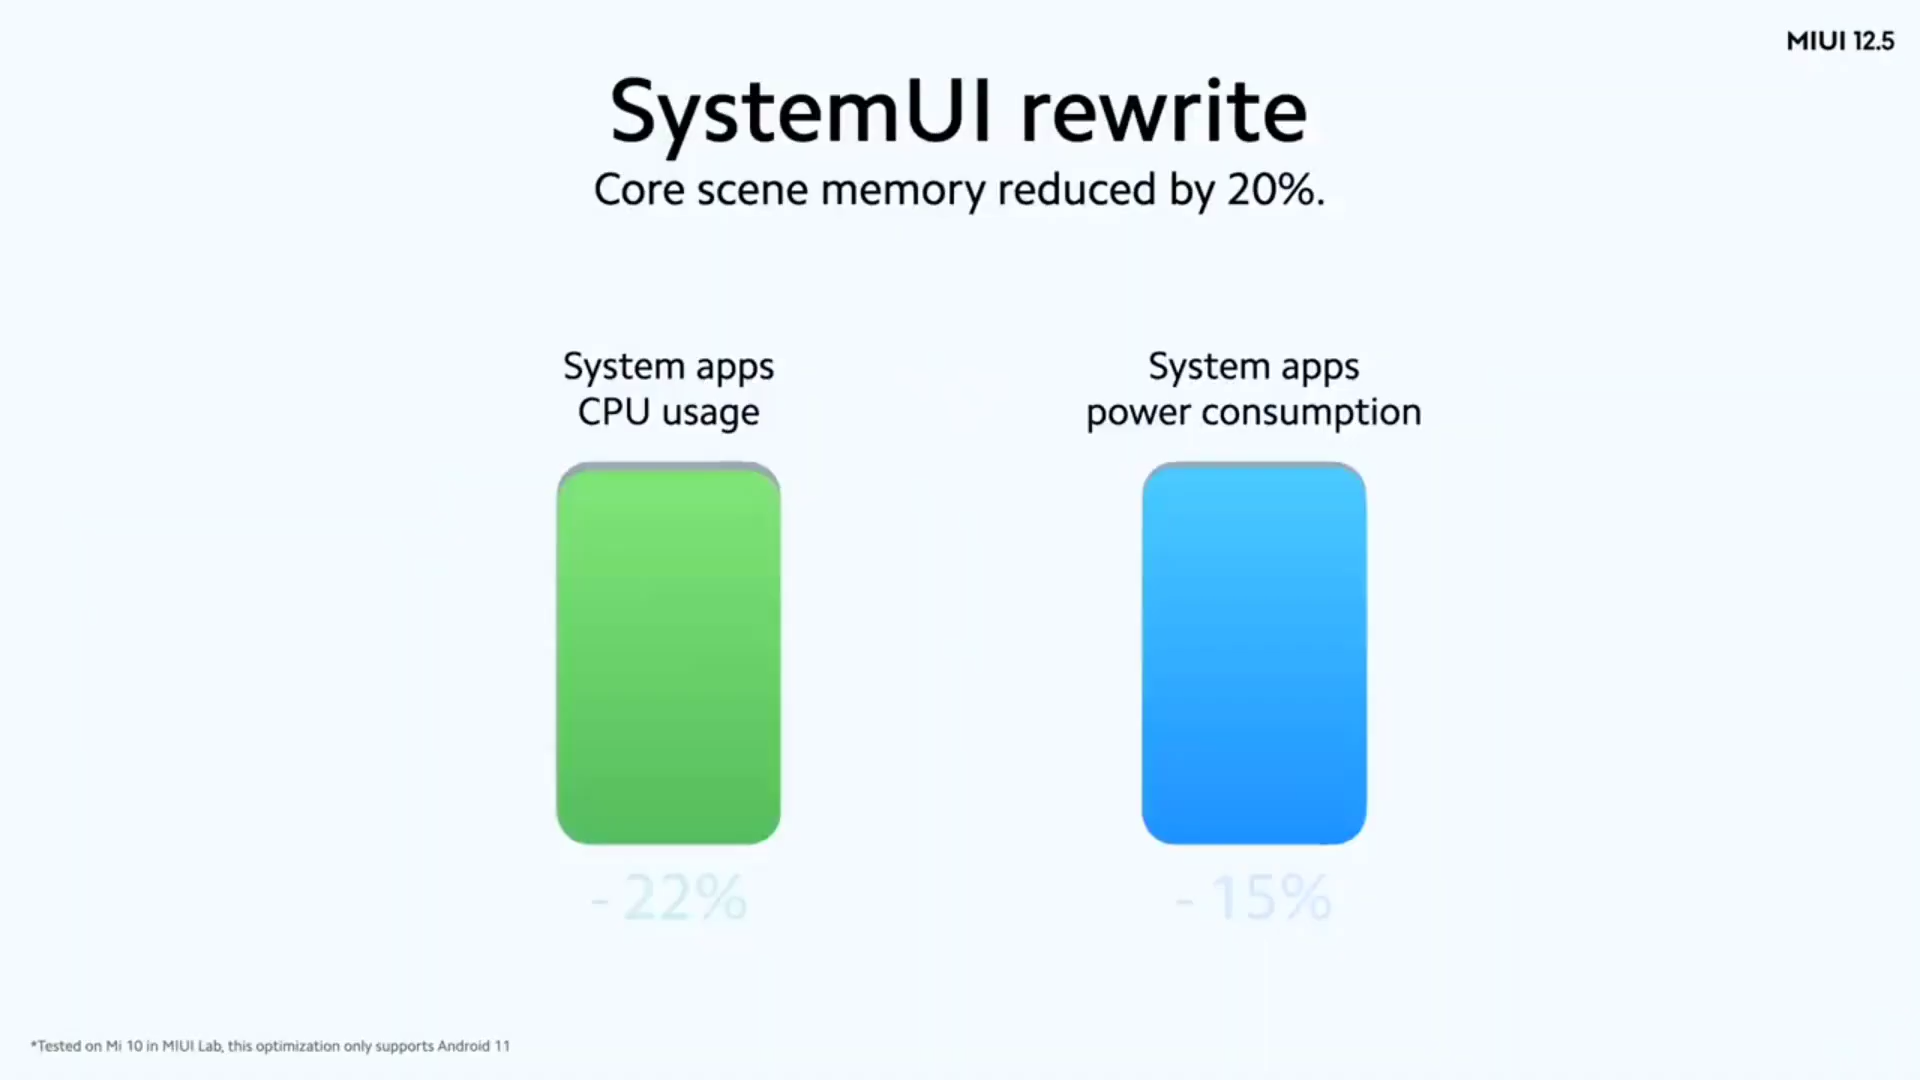 MIUI 12.5
SystemUI rewrite
Core scene memory reduced by 20%.
System apps
CPU usage
System apps
power consumption
- 22%
- 15%
*Tested on Mi 10 in MIUI Lab, this optimization only supports Android 11